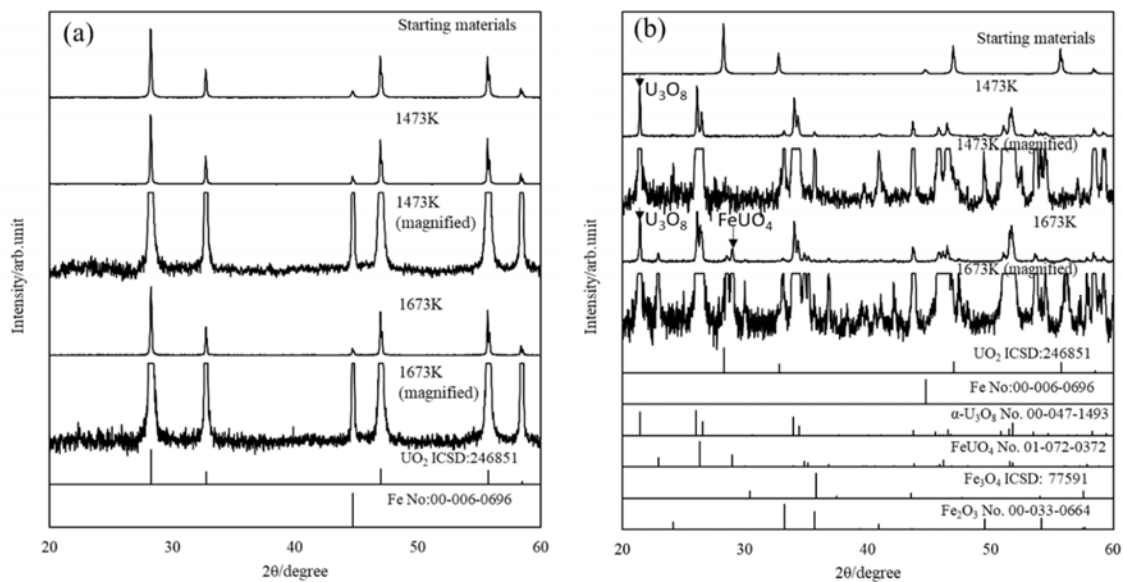 (a)
Starting materials
1473K
1473K
(magnified)
1673K
1673K
(magnified)
UO₂ ICSD:246851
Fe No:00-006-0696
Intensity/arb.unit
20 30 40 50 60
2θ/degree
(b)
Starting materials
U₃O₈
1473K
1473K (magnified)
U₃O₈
FeUO₄
1673K
1673K (magnified)
UO₂ ICSD:246851
Fe No:00-006-0696
α-U₃O₈ No. 00-047-1493
FeUO₄ No. 01-072-0372
Fe₃O₄ ICSD: 77591
Fe₂O₃ No. 00-033-0664
Intensity/arb.unit
20 30 40 50 60
2θ/degree